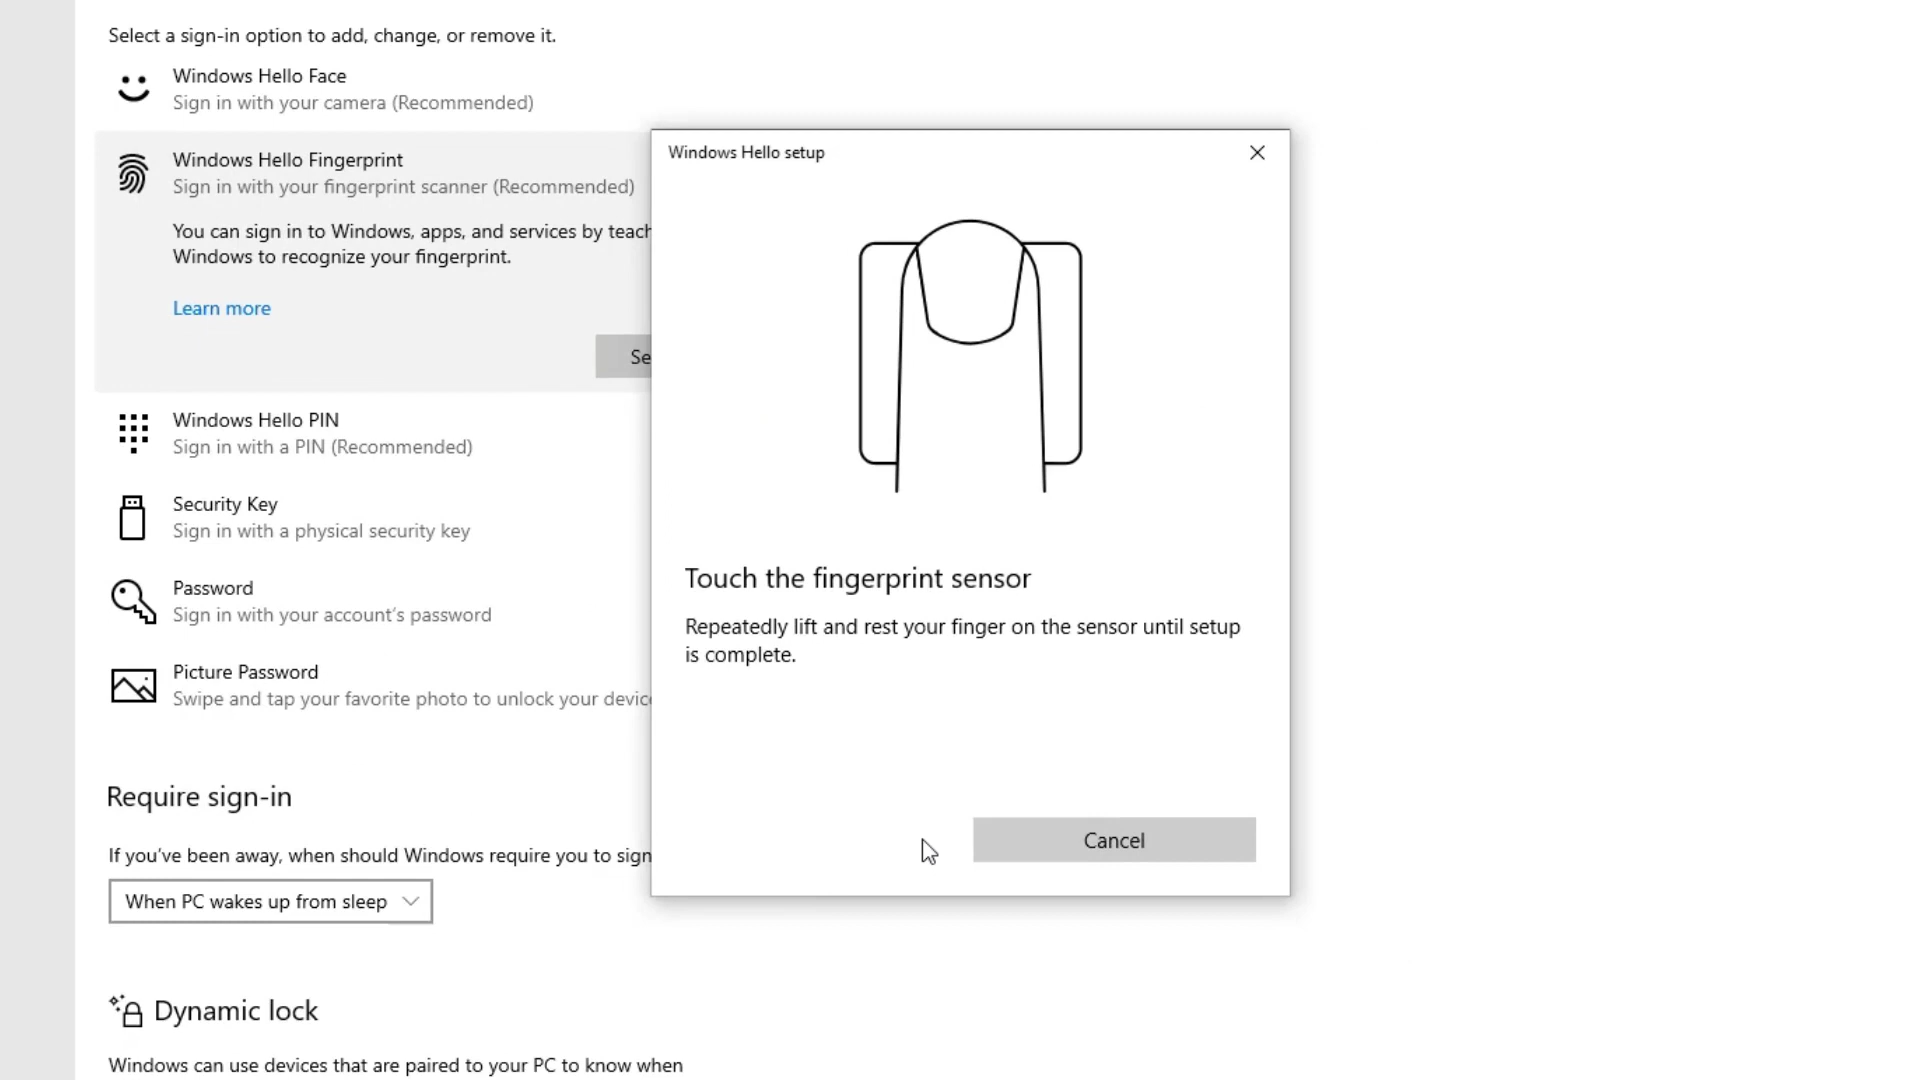 Select a sign-in option to add, change, or remove it.
Windows Hello Face
Sign in with your camera (Recommended)
Windows Hello Fingerprint
Sign in with your fingerprint scanner (Recommended)
You can sign in to Windows, apps, and services by teach
Windows to recognize your fingerprint.
Learn more
Se
Windows Hello PIN
Sign in with a PIN (Recommended)
Security Key
Sign in with a physical security key
Password
Sign in with your account's password
Picture Password
Swipe and tap your favorite photo to unlock your device
Require sign-in
If you've been away, when should Windows require you to sign
When PC wakes up from sleep
Dynamic lock
Windows can use devices that are paired to your PC to know when
Windows Hello setup
Touch the fingerprint sensor
Repeatedly lift and rest your finger on the sensor until setup
is complete.
Cancel